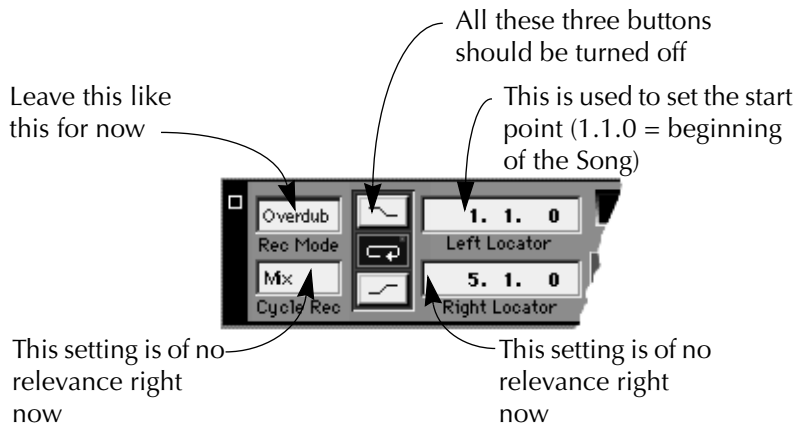 All these three buttons
should be turned off
Leave this like
this for now
This is used to set the start
point (1.1.0 = beginning
of the Song)
Overdub
Rec Mode
1. 1. 0
Left Locator
Mix
Cycle Rec
5. 1. 0
Right Locator
This setting is of no
relevance right
now
This setting is of no
relevance right
now